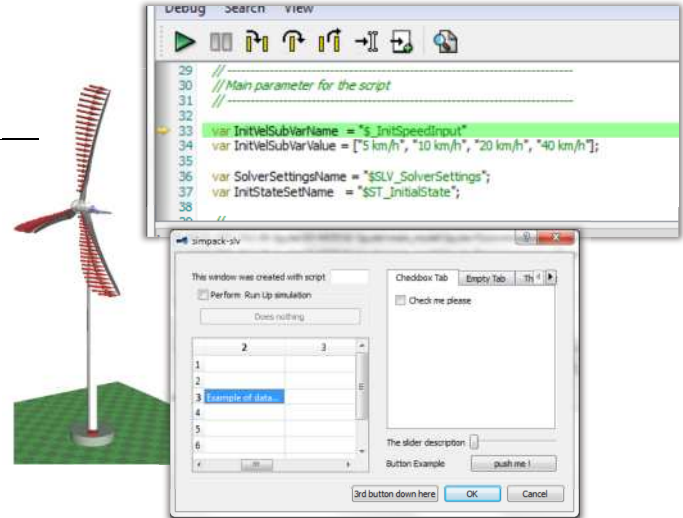 Debug Search View
29 // ----------------------------------------------------------------
30 //Main parameter for the script
31 // ----------------------------------------------------------------
32
33 var InitVelSubVarName = "$_InitSpeedInput"
34 var InitVelSubVarValue = ["5 km/h", "10 km/h", "20 km/h", "40 km/h"];
35
36 var SolverSettingsName = "$SLV_SolverSettings";
37 var InitStateSetName = "$ST_InitialState";
38
simpack-slv
This window was created with script
Perform Run Up simulation
Does nothing
2 3
1
2
3 Example of data...
4
5
6
Checkbox Tab Empty Tab Th
Check me please
The slider description
Button Example push me !
3rd button down here OK Cancel